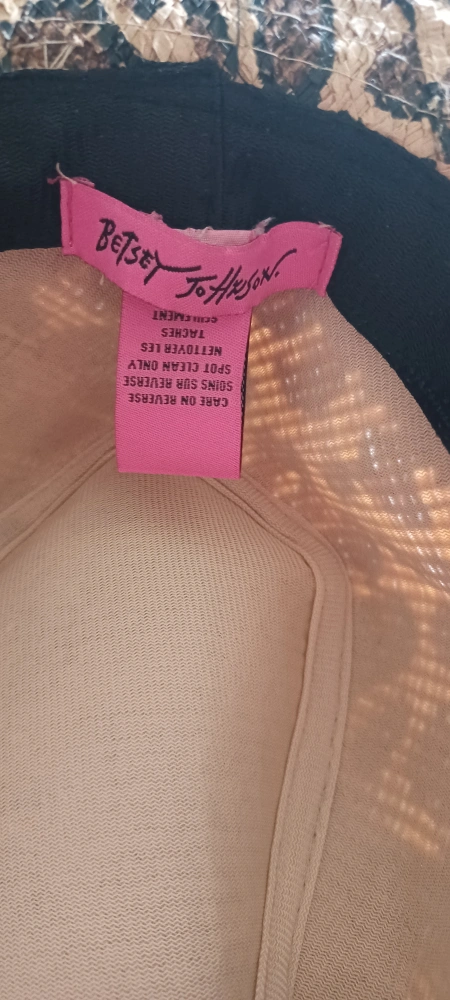 BETSEY JOHNSON.
CARE ON REVERSE
SOINS SUR REVERSE
SPOT CLEAN ONLY
NETTOYER LES
TACHES
SEULEMENT